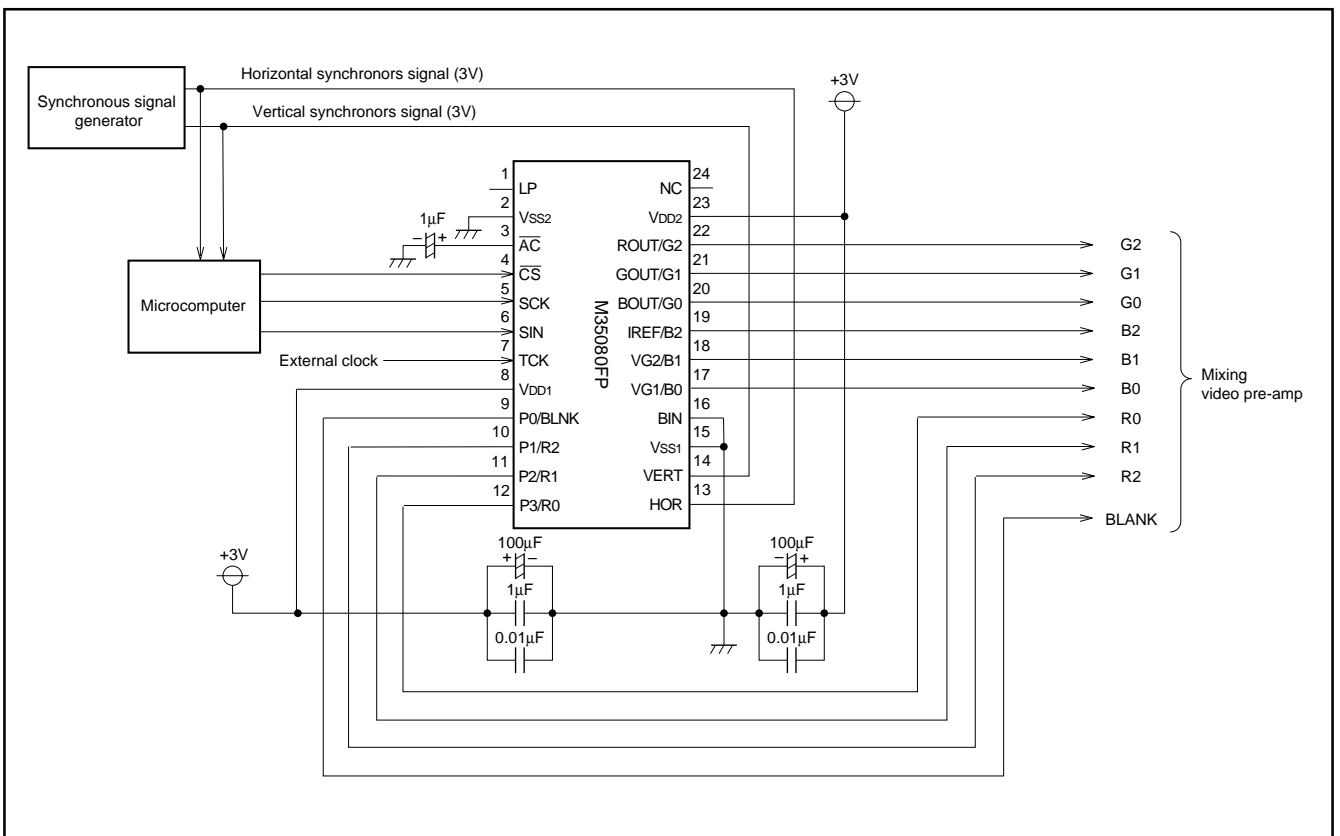 Horizontal synchronors signal (3V)
+3V
Synchronous signal
generator
Vertical synchronors signal (3V)
1
LP
2
VSS2
1μF
− +
3
AC
4
CS
5
SCK
6
SIN
7
TCK
8
VDD1
9
P0/BLNK
10
P1/R2
11
P2/R1
12
P3/R0
Microcomputer
External clock
M35080FP
24
NC
23
VDD2
22
ROUT/G2
21
GOUT/G1
20
BOUT/G0
19
IREF/B2
18
VG2/B1
17
VG1/B0
16
BIN
15
VSS1
14
VERT
13
HOR
G2
G1
G0
B2
B1
B0
R0
R1
R2
BLANK
Mixing
video pre-amp
+3V
100μF
+ −
1μF
0.01μF
100μF
− +
1μF
0.01μF